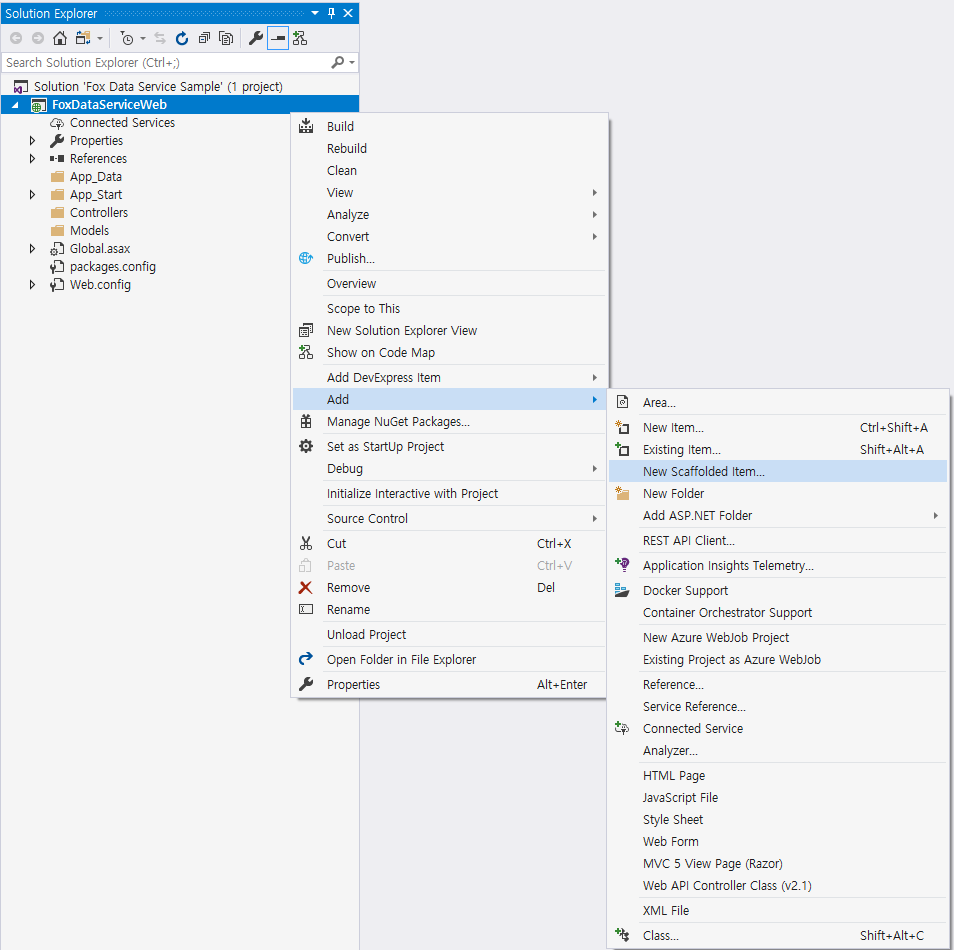 Solution Explorer
Search Solution Explorer (Ctrl+;)
Solution 'Fox Data Service Sample' (1 project)
FoxDataServiceWeb
Connected Services
Properties
References
App_Data
App_Start
Controllers
Models
Global.asax
packages.config
Web.config
Build
Rebuild
Clean
View
Analyze
Convert
Publish...
Overview
Scope to This
New Solution Explorer View
Show on Code Map
Add DevExpress Item
Add
Manage NuGet Packages...
Set as StartUp Project
Debug
Initialize Interactive with Project
Source Control
Cut Ctrl+X
Paste Ctrl+V
Remove Del
Rename
Unload Project
Open Folder in File Explorer
Properties Alt+Enter
Area...
New Item... Ctrl+Shift+A
Existing Item... Shift+Alt+A
New Scaffolded Item...
New Folder
Add ASP.NET Folder
REST API Client...
Application Insights Telemetry...
Docker Support
Container Orchestrator Support
New Azure WebJob Project
Existing Project as Azure WebJob
Reference...
Service Reference...
Connected Service
Analyzer...
HTML Page
JavaScript File
Style Sheet
Web Form
MVC 5 View Page (Razor)
Web API Controller Class (v2.1)
XML File
Class... Shift+Alt+C